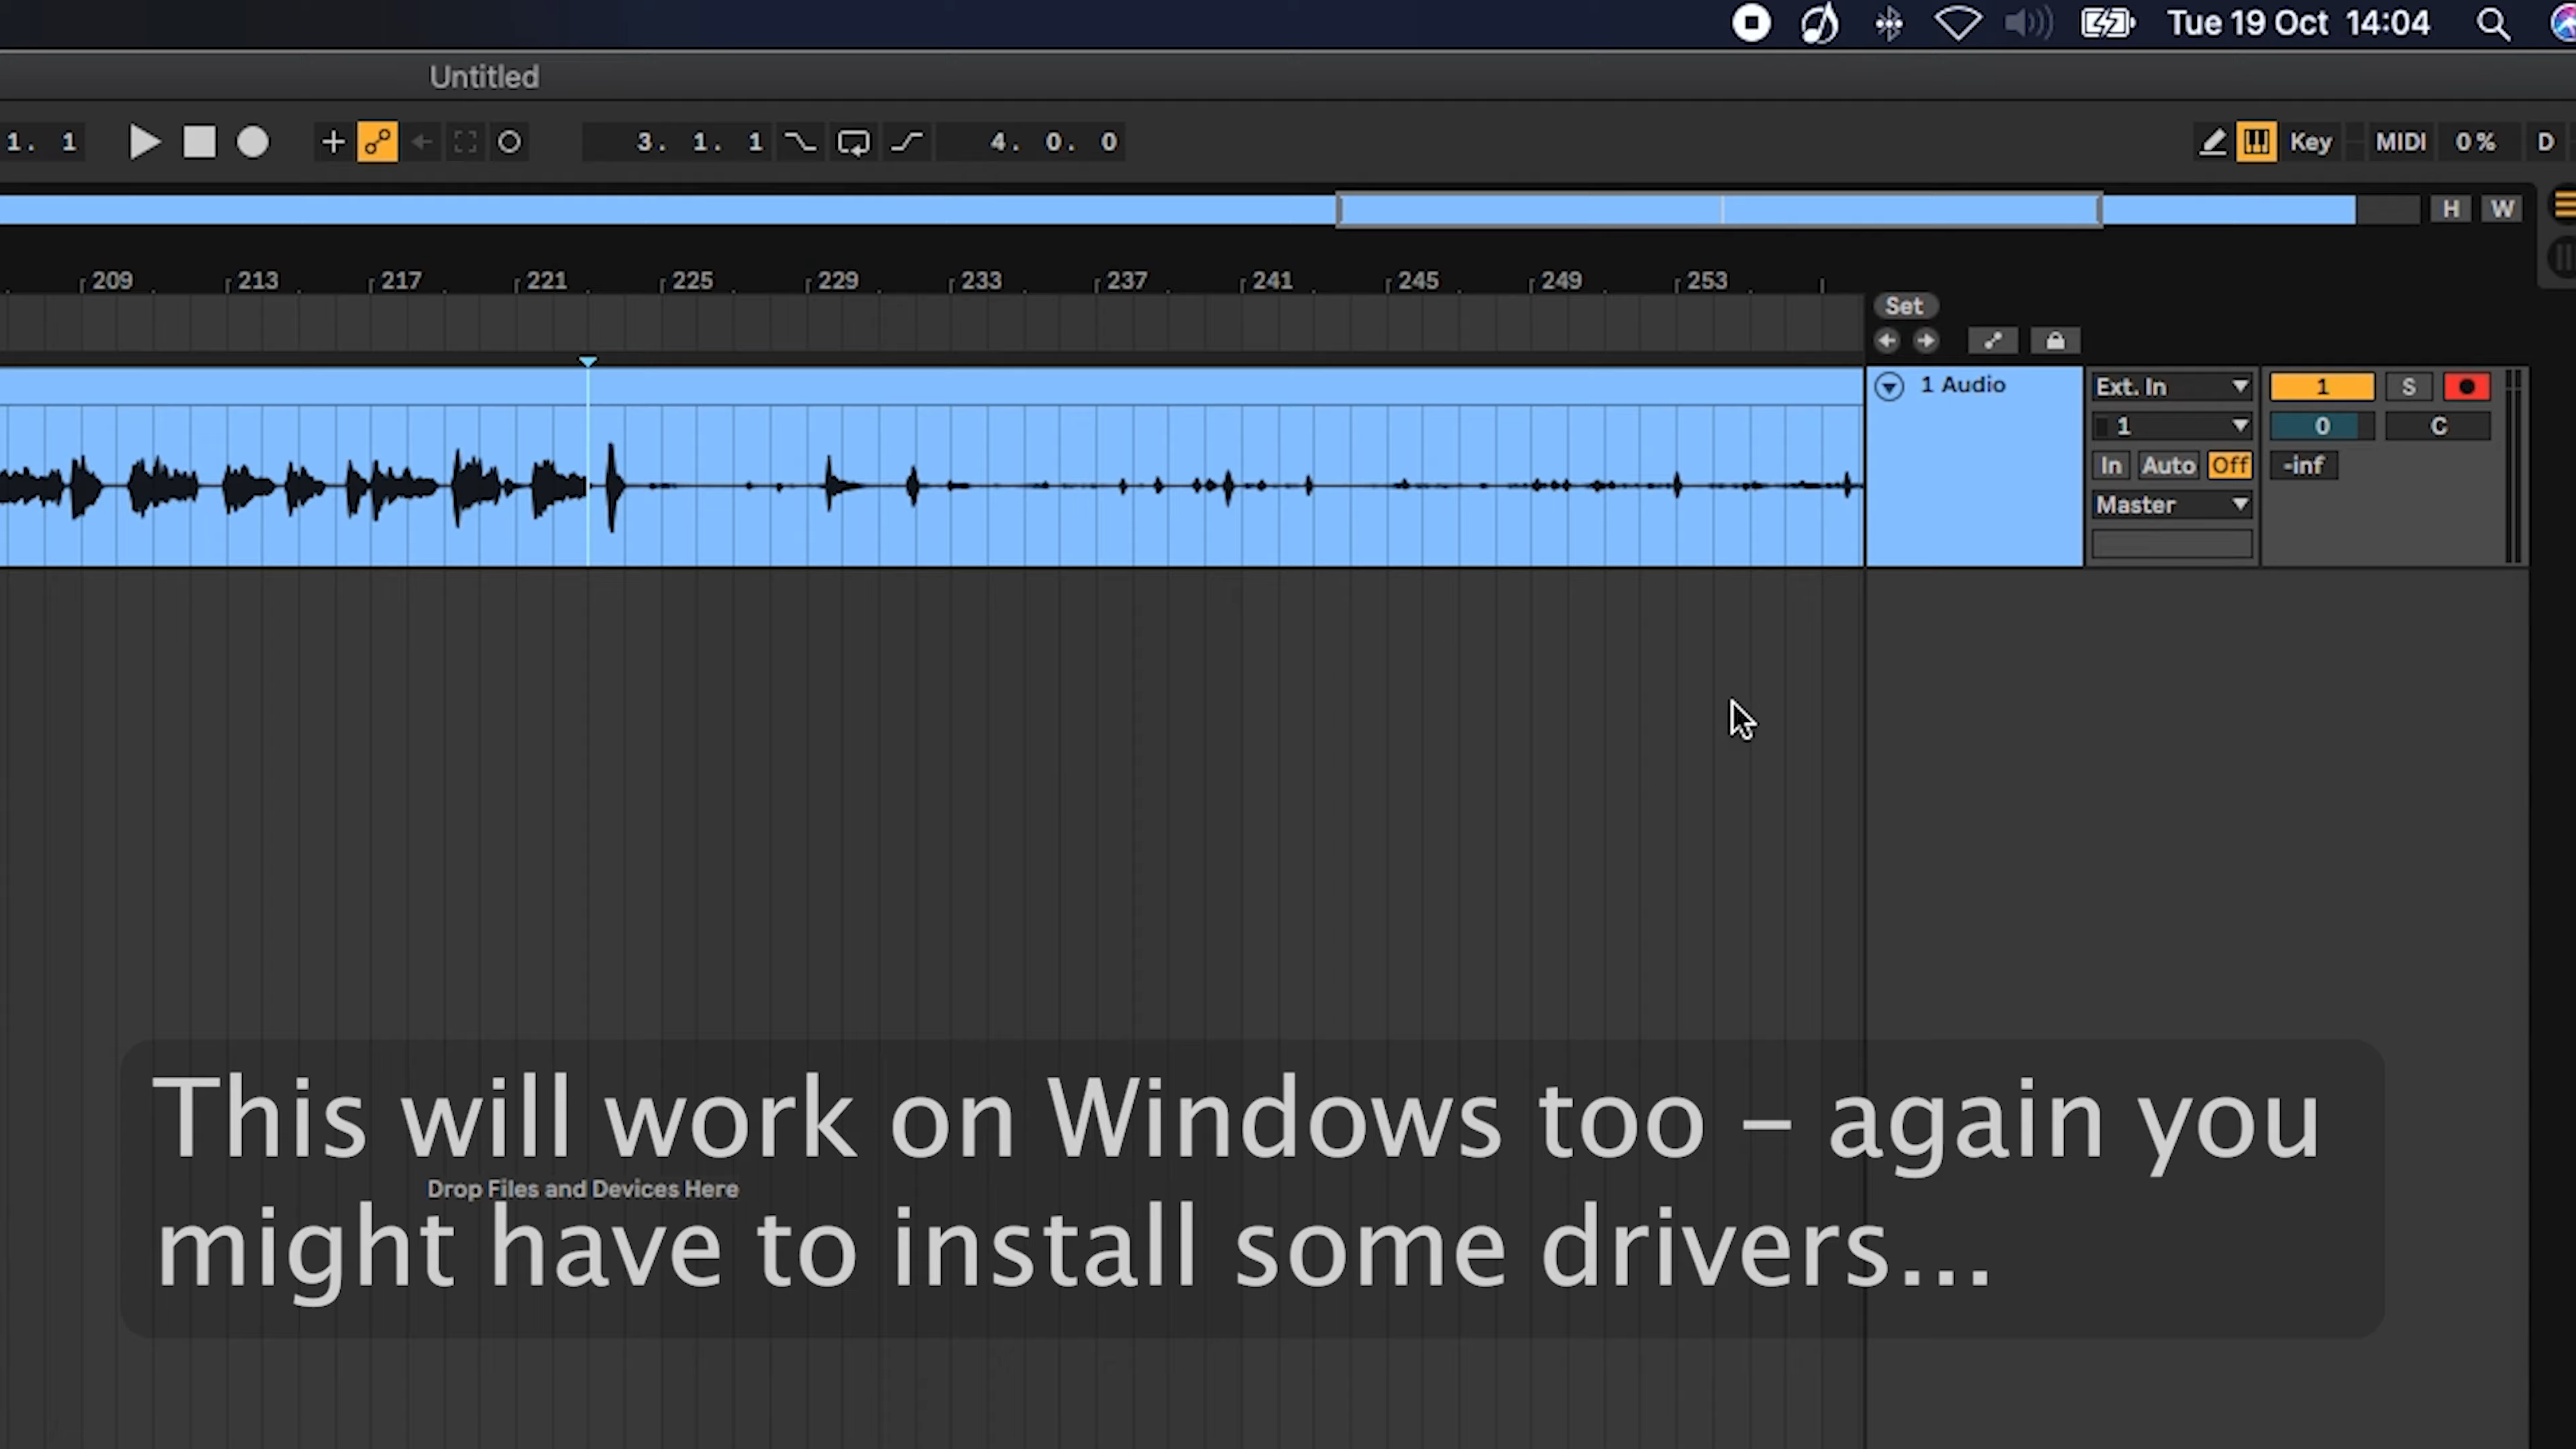 Tue 19 Oct 14:04
Untitled
1. 1
3. 1. 1
4. 0. 0
Key
MIDI
0 %
D
H
W
209 213 217 221 225 229 233 237 241 245 249 253
Set
1 Audio
Ext. In
1
S
1
0
C
In
Auto
Off
-inf
Master
This will work on Windows too – again you
Drop Files and Devices Here
might have to install some drivers...